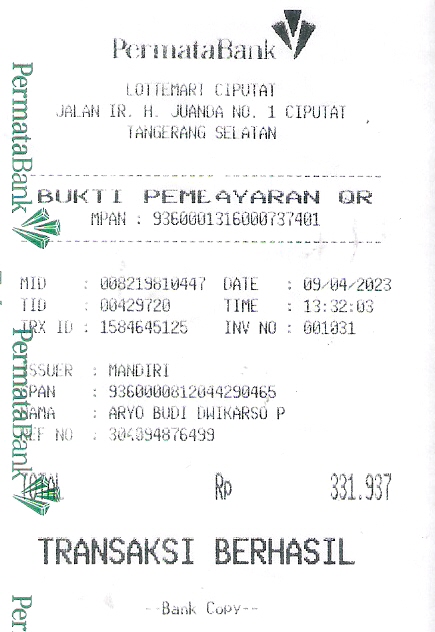 PermataBank
LOTTEMART CIPUTAT
JALAN IR. H. JUANDA NO. 1 CIPUTAT
TANGERANG SELATAN
BUKTI PEMBAYARAN QR
MPAN : 9360001316000737401
MID : 008219810447 DATE : 09/04/2023
TID : 00429720 TIME : 13:32:03
TRX ID : 1584645125 INV NO : 001031
ISSUER : MANDIRI
CPAN : 9360000812044290465
NAMA : ARYO BUDI DWIKARSO P
REF NO : 304094876499
TOTAL Rp 331.937
TRANSAKSI BERHASIL
--Bank Copy--
PermataBank
PermataBank
Per